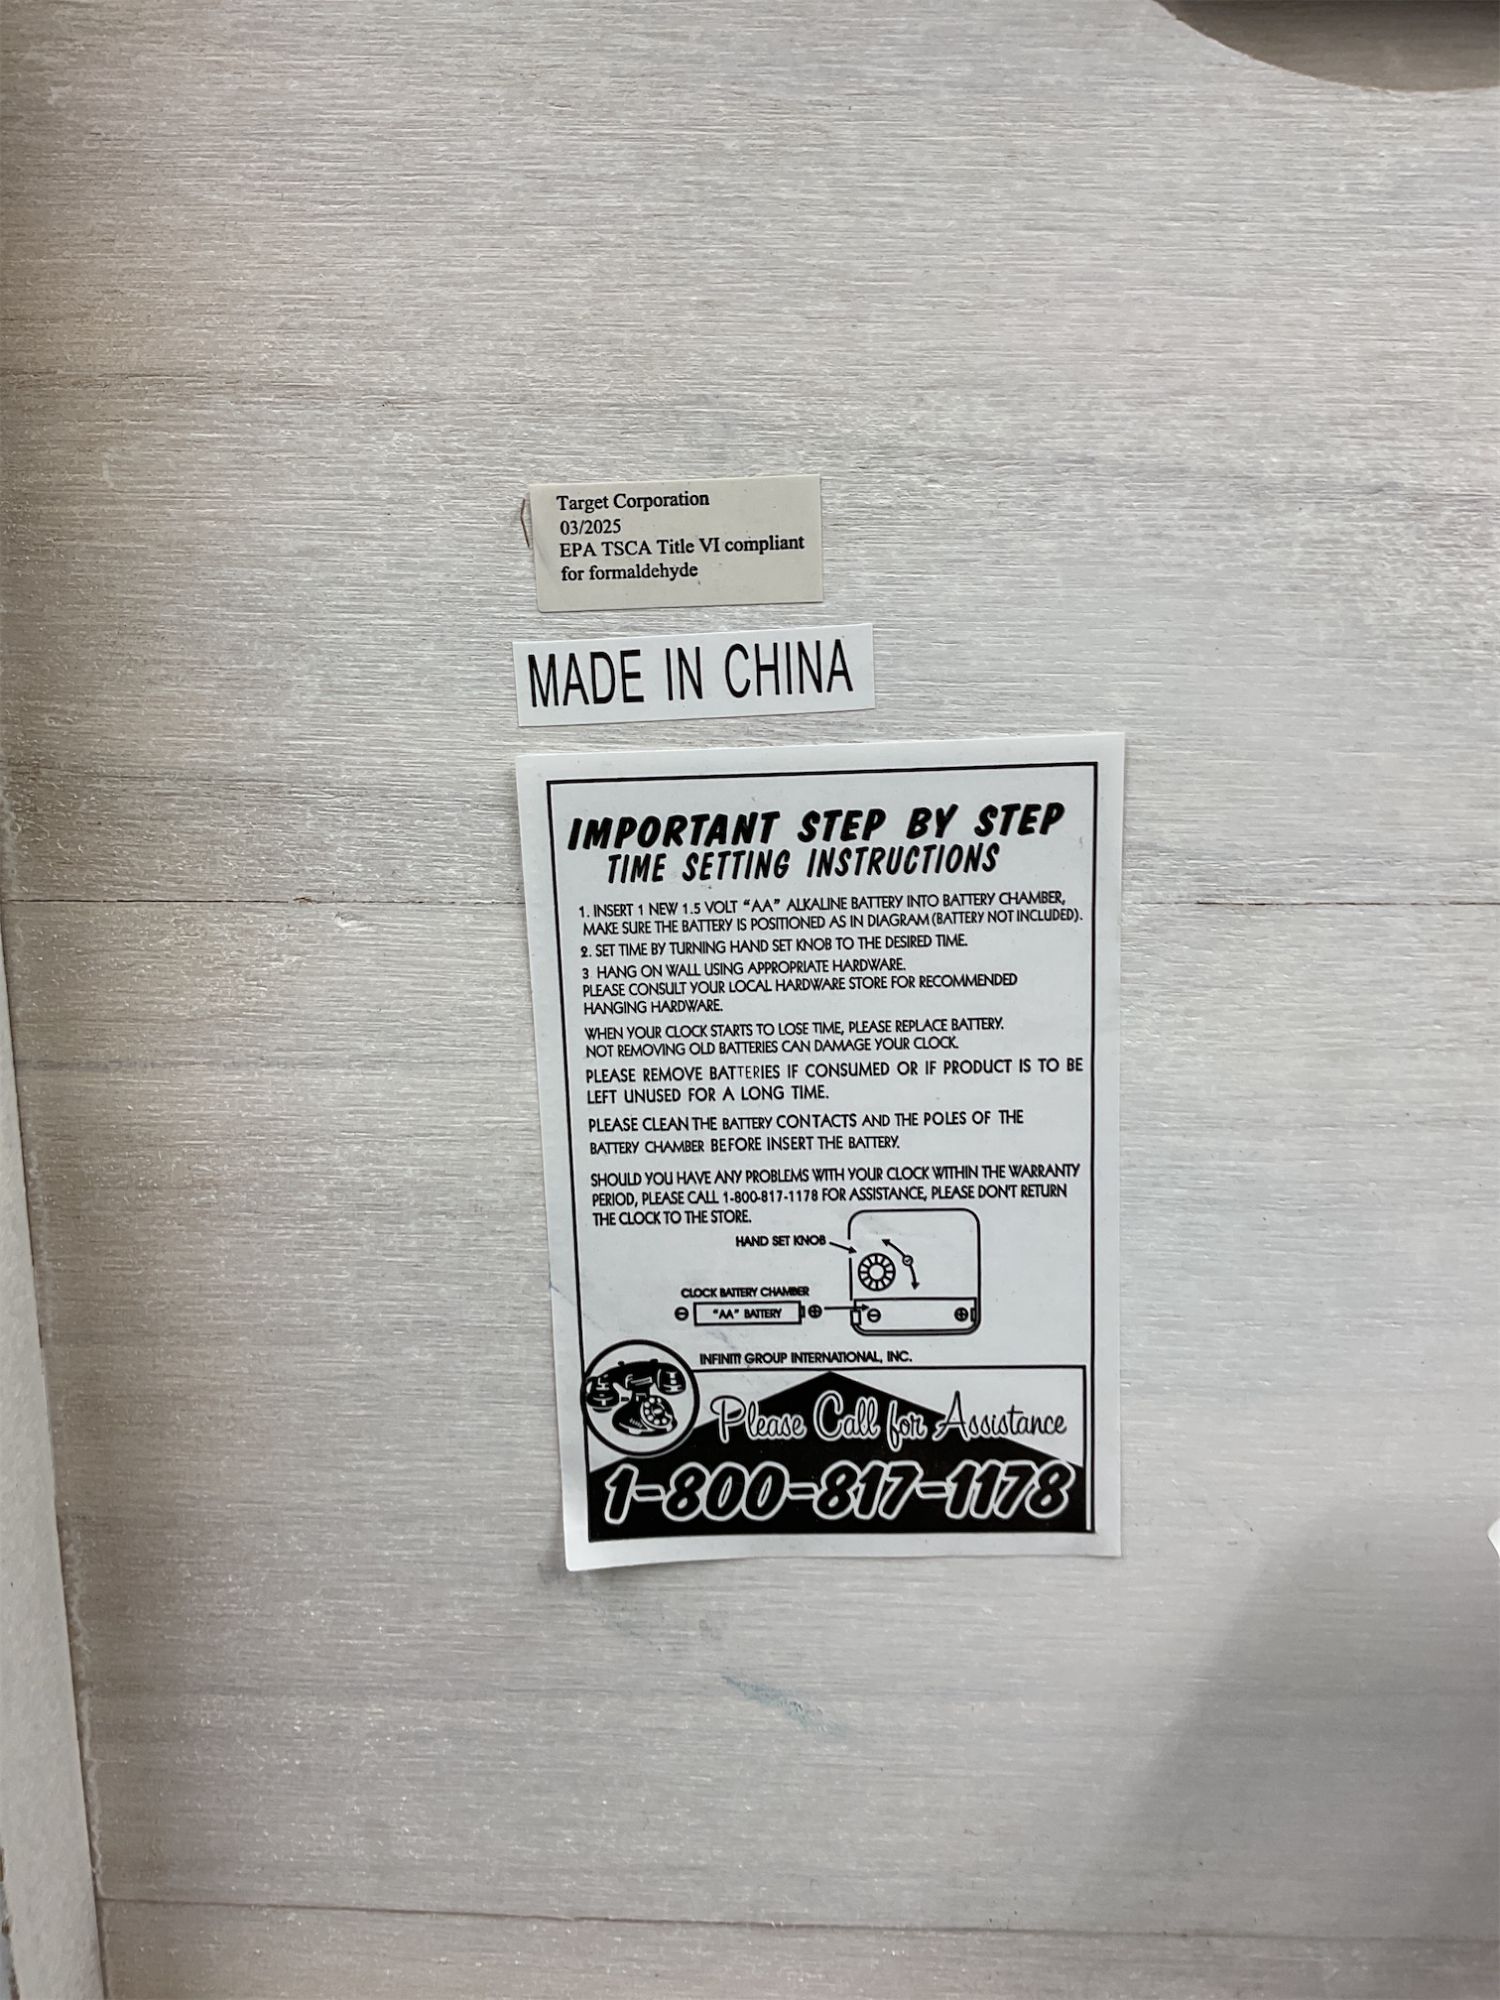 Target Corporation
03/2025
EPA TSCA Title VI compliant
for formaldehyde
MADE IN CHINA
IMPORTANT STEP BY STEP
TIME SETTING INSTRUCTIONS
1. INSERT 1 NEW 1.5 VOLT “AA” ALKALINE BATTERY INTO BATTERY CHAMBER,
MAKE SURE THE BATTERY IS POSITIONED AS IN DIAGRAM (BATTERY NOT INCLUDED).
2. SET TIME BY TURNING HAND SET KNOB TO THE DESIRED TIME.
3 HANG ON WALL USING APPROPRIATE HARDWARE.
PLEASE CONSULT YOUR LOCAL HARDWARE STORE FOR RECOMMENDED
HANGING HARDWARE.
WHEN YOUR CLOCK STARTS TO LOSE TIME, PLEASE REPLACE BATTERY.
NOT REMOVING OLD BATTERIES CAN DAMAGE YOUR CLOCK.
PLEASE REMOVE BATTERIES IF CONSUMED OR IF PRODUCT IS TO BE
LEFT UNUSED FOR A LONG TIME.
PLEASE CLEAN THE BATTERY CONTACTS AND THE POLES OF THE
BATTERY CHAMBER BEFORE INSERT THE BATTERY.
SHOULD YOU HAVE ANY PROBLEMS WITH YOUR CLOCK WITHIN THE WARRANTY
PERIOD, PLEASE CALL 1-800-817-1178 FOR ASSISTANCE, PLEASE DON'T RETURN
THE CLOCK TO THE STORE.
HAND SET KNOB
CLOCK BATTERY CHAMBER
“AA” BATTERY
INFINITI GROUP INTERNATIONAL, INC.
Please Call for Assistance
1-800-817-1178